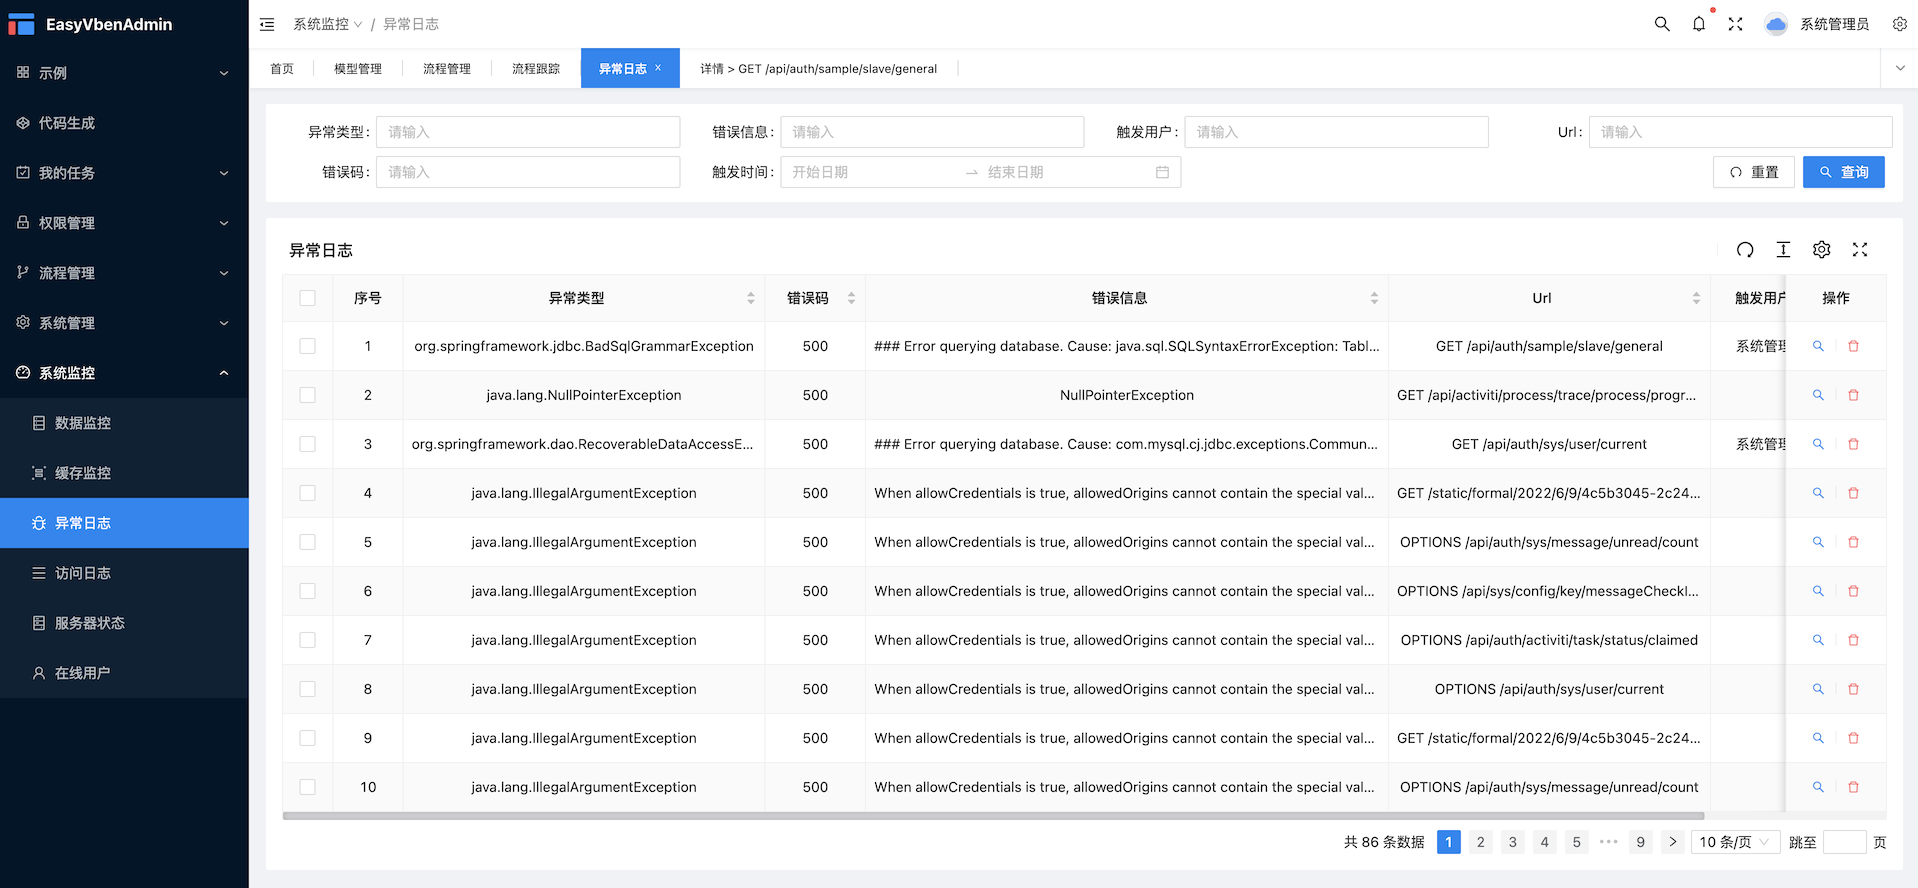 EasyVbenAdmin
系统监控 / 异常日志
系统管理员
示例
代码生成
我的任务
权限管理
流程管理
系统管理
系统监控
数据监控
缓存监控
异常日志
访问日志
服务器状态
在线用户
首页 模型管理 流程管理 流程跟踪 异常日志 × 详情 > GET /api/auth/sample/slave/general
异常类型: 请输入 错误信息: 请输入 触发用户: 请输入 Url: 请输入
错误码: 请输入 触发时间: 开始日期 → 结束日期 重置 查询
异常日志
序号 异常类型 错误码 错误信息 Url 触发用户 操作
1 org.springframework.jdbc.BadSqlGrammarException 500 ### Error querying database. Cause: java.sql.SQLSyntaxErrorException: Tabl... GET /api/auth/sample/slave/general 系统管理
2 java.lang.NullPointerException 500 NullPointerException GET /api/activiti/process/trace/process/progr...
3 org.springframework.dao.RecoverableDataAccessE... 500 ### Error querying database. Cause: com.mysql.cj.jdbc.exceptions.Commun... GET /api/auth/sys/user/current 系统管理
4 java.lang.IllegalArgumentException 500 When allowCredentials is true, allowedOrigins cannot contain the special val... GET /static/formal/2022/6/9/4c5b3045-2c24...
5 java.lang.IllegalArgumentException 500 When allowCredentials is true, allowedOrigins cannot contain the special val... OPTIONS /api/auth/sys/message/unread/count
6 java.lang.IllegalArgumentException 500 When allowCredentials is true, allowedOrigins cannot contain the special val... OPTIONS /api/sys/config/key/messageCheckI...
7 java.lang.IllegalArgumentException 500 When allowCredentials is true, allowedOrigins cannot contain the special val... OPTIONS /api/auth/activiti/task/status/claimed
8 java.lang.IllegalArgumentException 500 When allowCredentials is true, allowedOrigins cannot contain the special val... OPTIONS /api/auth/sys/user/current
9 java.lang.IllegalArgumentException 500 When allowCredentials is true, allowedOrigins cannot contain the special val... GET /static/formal/2022/6/9/4c5b3045-2c24...
10 java.lang.IllegalArgumentException 500 When allowCredentials is true, allowedOrigins cannot contain the special val... OPTIONS /api/auth/sys/message/unread/count
共 86 条数据 1 2 3 4 5 ••• 9 > 10 条/页 跳至 页